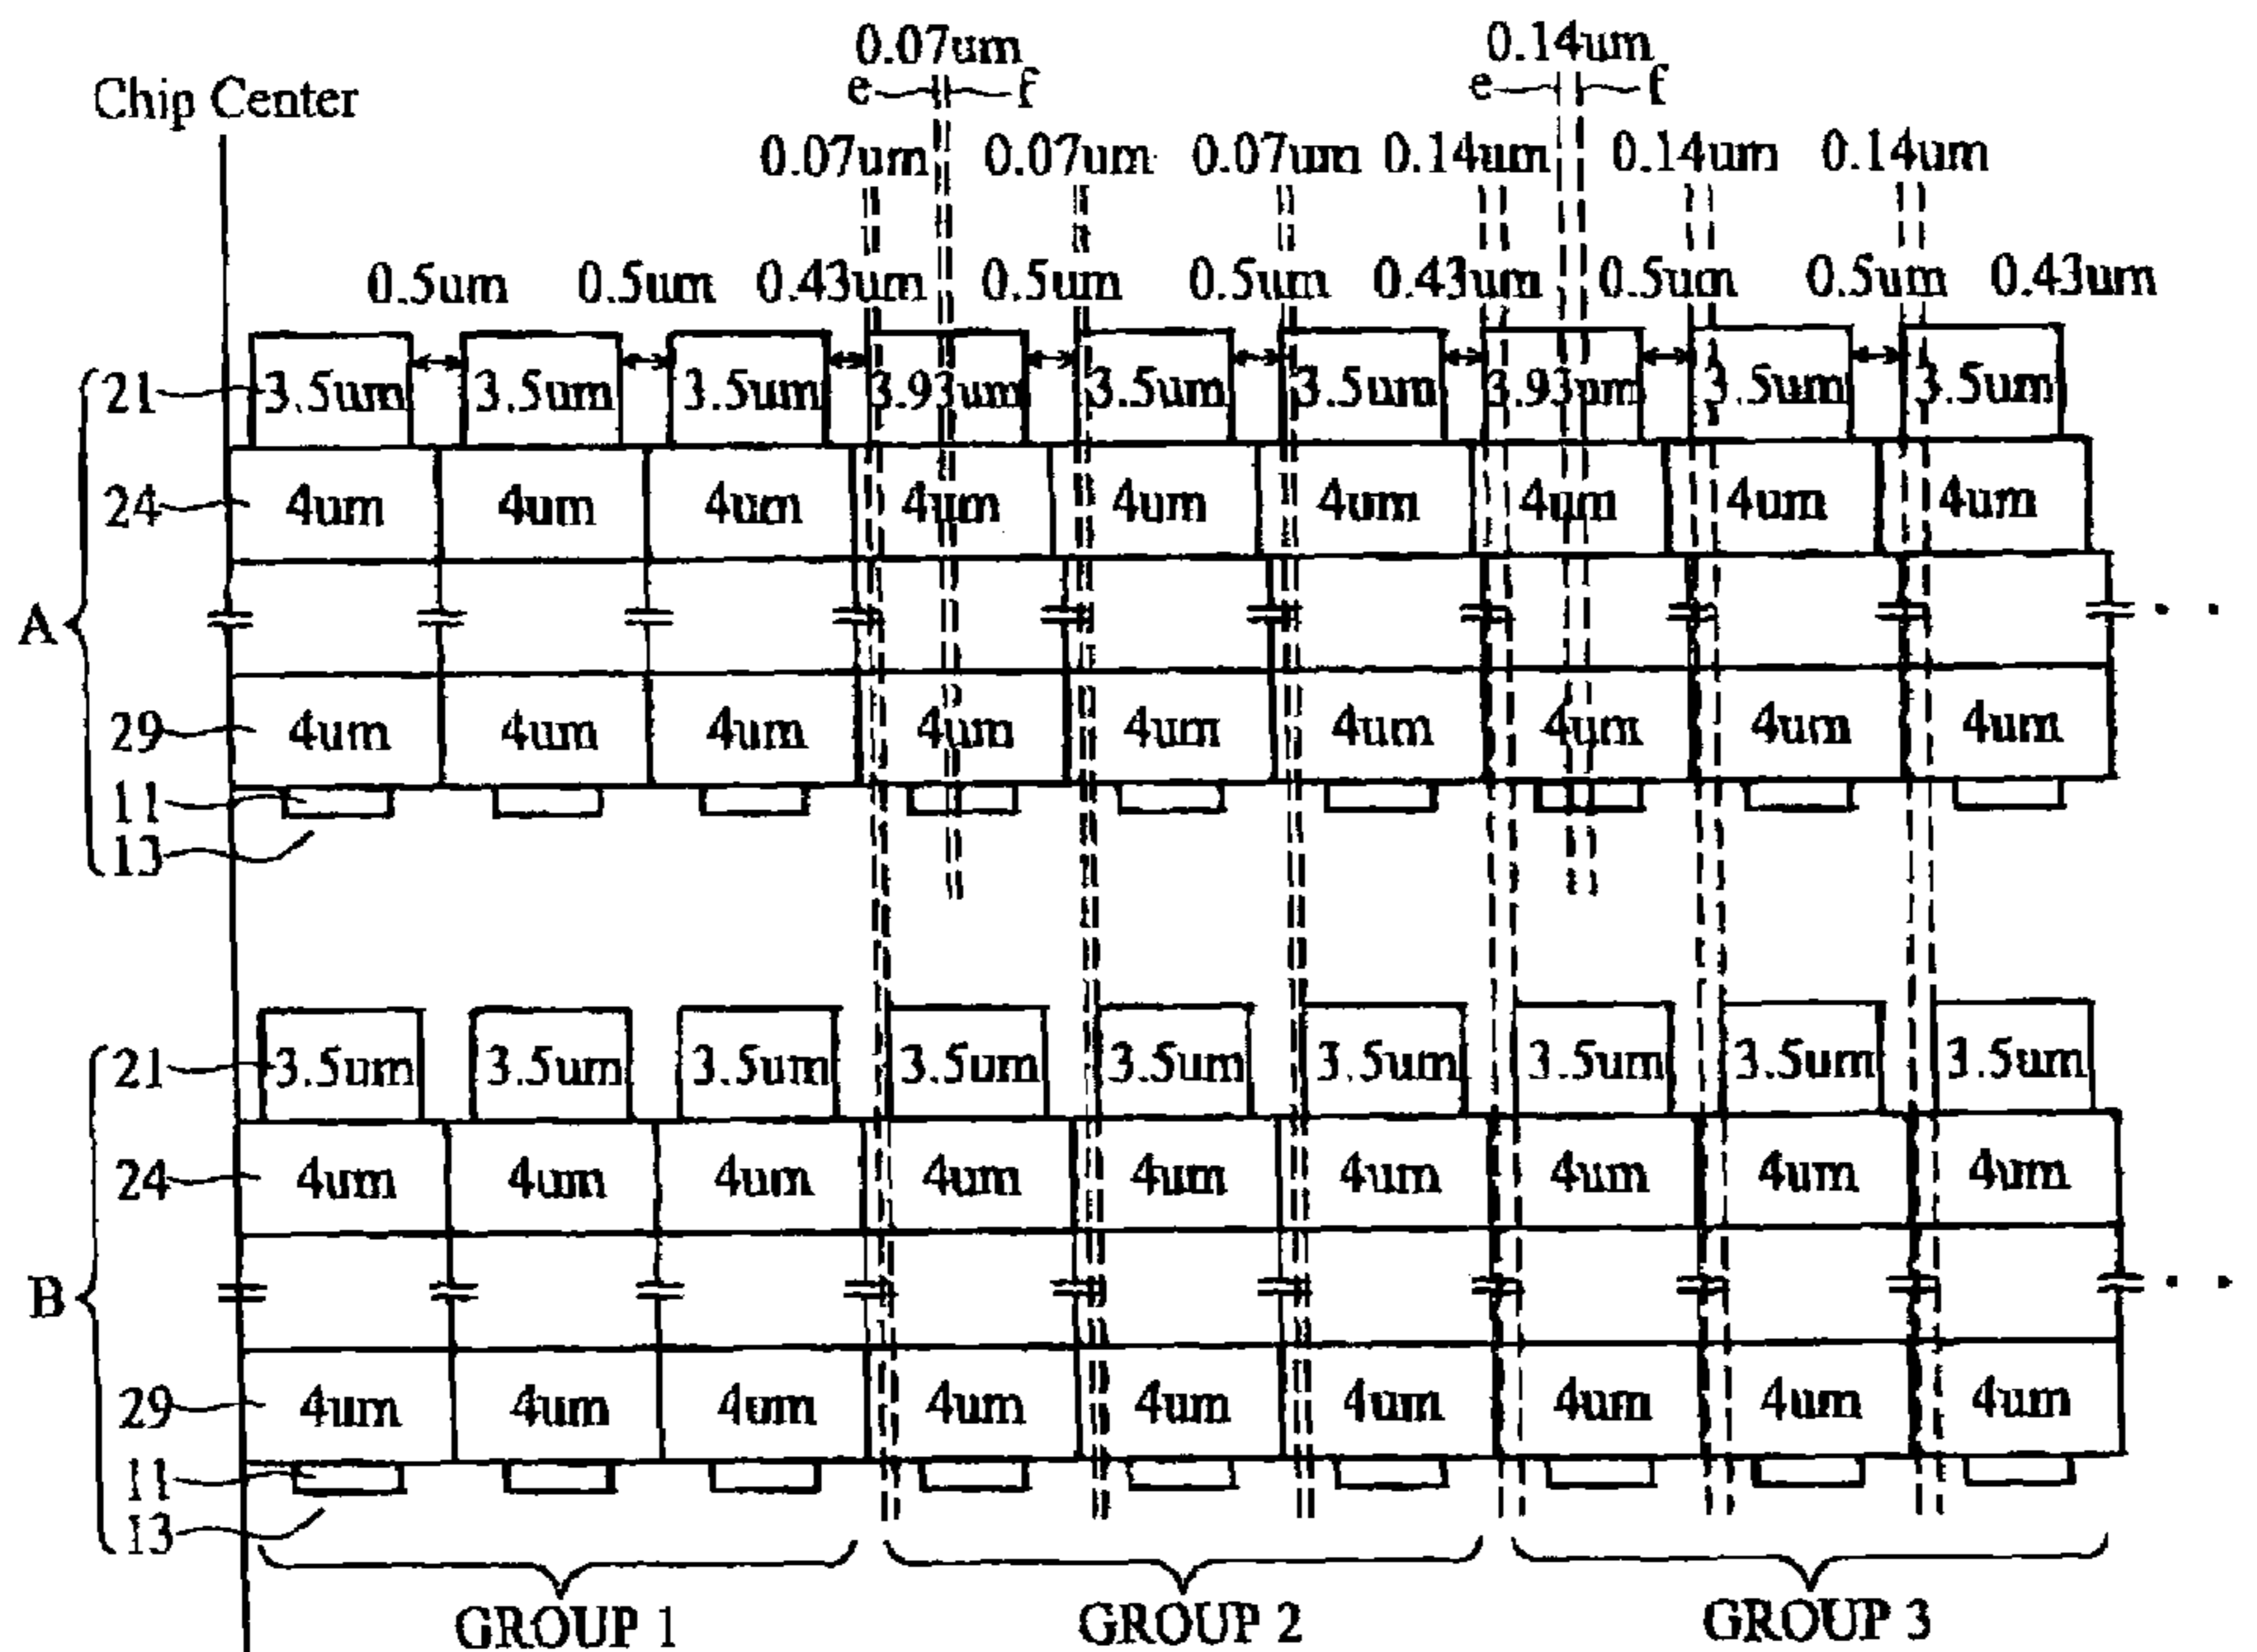 0.07um 0.14um
e f e f
Chip Center
0.07um 0.07um 0.07um 0.14um 0.14um 0.14um
0.5um 0.5um 0.43um 0.5um 0.5um 0.43um 0.5um 0.5um 0.43um
21 3.5um 3.5um 3.5um 3.93um 3.5um 3.5um 3.93um 3.5um 3.5um
24 4um 4um 4um 4um 4um 4um 4um 4um 4um
A
29 4um 4um 4um 4um 4um 4um 4um 4um 4um
11
13
21 3.5um 3.5um 3.5um 3.5um 3.5um 3.5um 3.5um 3.5um 3.5um
24 4um 4um 4um 4um 4um 4um 4um 4um 4um
B
29 4um 4um 4um 4um 4um 4um 4um 4um 4um
11
13
GROUP 1 GROUP 2 GROUP 3